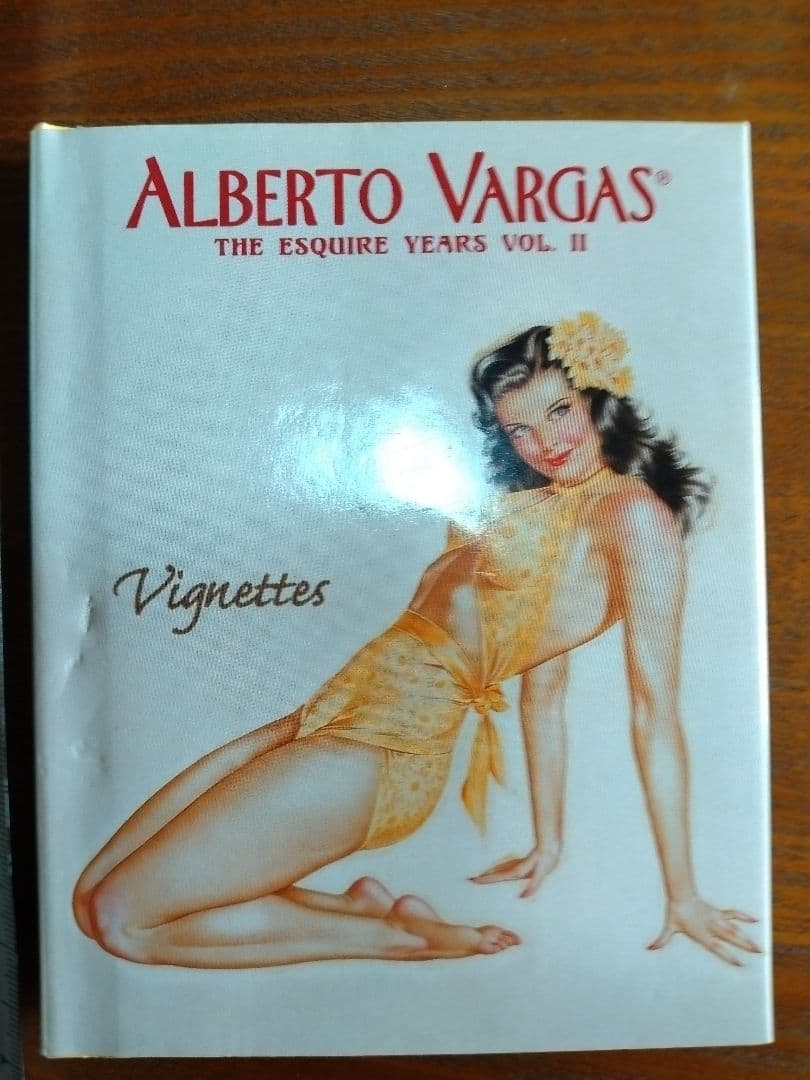 ALBERTO VARGAS®
THE ESQUIRE YEARS VOL. II
Vignettes